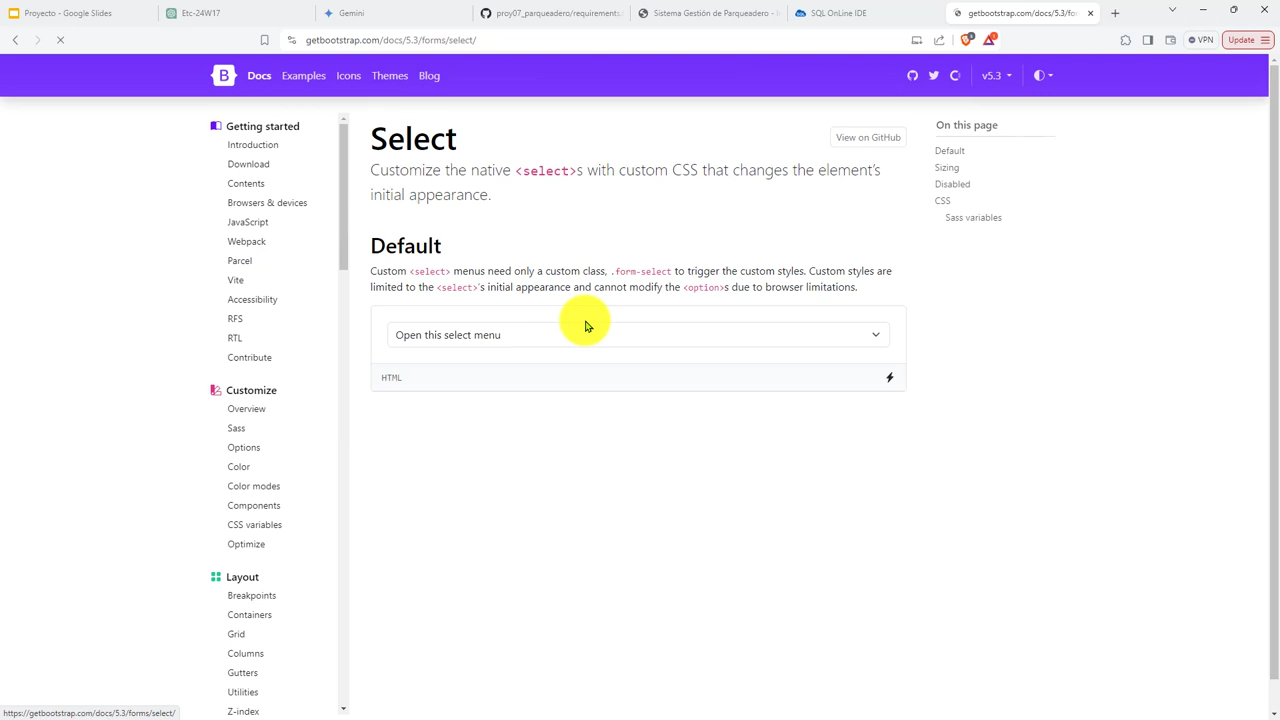 Proyecto - Google Slides
Etc-24W17
Gemini
proy07_parqueadero/requirements.
Sistema Gestión de Parqueadero - I
SQL OnLine IDE
getbootstrap.com/docs/5.3/for
getbootstrap.com/docs/5.3/forms/select/
VPN
Update
B
Docs
Examples
Icons
Themes
Blog
v5.3
Getting started
Introduction
Download
Contents
Browsers & devices
JavaScript
Webpack
Parcel
Vite
Accessibility
RFS
RTL
Contribute
Customize
Overview
Sass
Options
Color
Color modes
Components
CSS variables
Optimize
Layout
Breakpoints
Containers
Grid
Columns
Gutters
Utilities
Z-index
Select
View on GitHub
Customize the native <select>s with custom CSS that changes the element’s
initial appearance.
Default
Custom <select> menus need only a custom class, .form-select to trigger the custom styles. Custom styles are
limited to the <select>’s initial appearance and cannot modify the <option>s due to browser limitations.
Open this select menu
HTML
On this page
Default
Sizing
Disabled
CSS
Sass variables
https://getbootstrap.com/docs/5.3/forms/select/